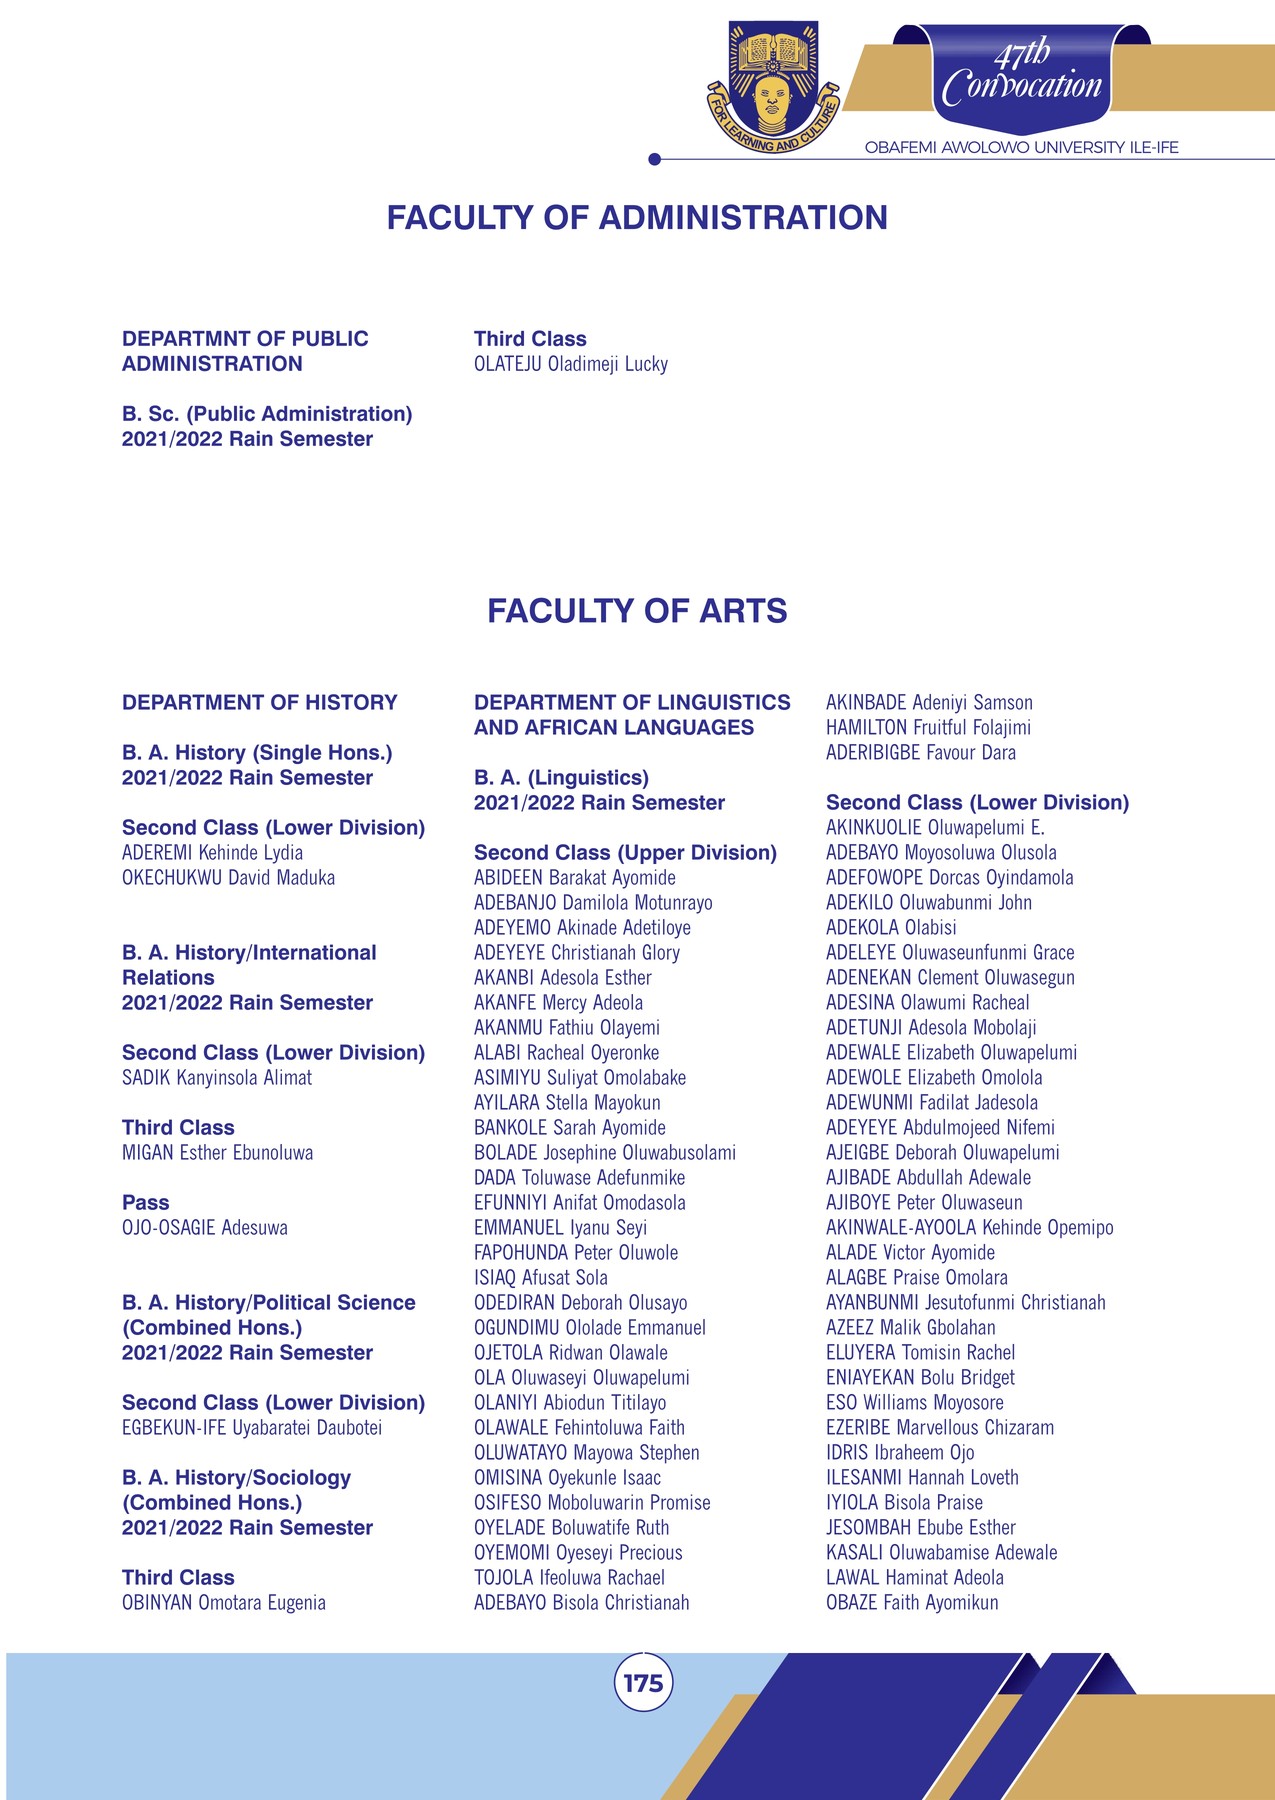 47th
Convocation
FOR LEARNING AND CULTURE
OBAFEMI AWOLOWO UNIVERSITY ILE-IFE
FACULTY OF ADMINISTRATION
DEPARTMNT OF PUBLIC
ADMINISTRATION
B. Sc. (Public Administration)
2021/2022 Rain Semester
Third Class
OLATEJU Oladimeji Lucky
FACULTY OF ARTS
DEPARTMENT OF HISTORY
B. A. History (Single Hons.)
2021/2022 Rain Semester
Second Class (Lower Division)
ADEREMI Kehinde Lydia
OKECHUKWU David Maduka
B. A. History/International
Relations
2021/2022 Rain Semester
Second Class (Lower Division)
SADIK Kanyinsola Alimat
Third Class
MIGAN Esther Ebunoluwa
Pass
OJO-OSAGIE Adesuwa
B. A. History/Political Science
(Combined Hons.)
2021/2022 Rain Semester
Second Class (Lower Division)
EGBEKUN-IFE Uyabaratei Daubotei
B. A. History/Sociology
(Combined Hons.)
2021/2022 Rain Semester
Third Class
OBINYAN Omotara Eugenia
DEPARTMENT OF LINGUISTICS
AND AFRICAN LANGUAGES
B. A. (Linguistics)
2021/2022 Rain Semester
Second Class (Upper Division)
ABIDEEN Barakat Ayomide
ADEBANJO Damilola Motunrayo
ADEYEMO Akinade Adetiloye
ADEYEYE Christianah Glory
AKANBI Adesola Esther
AKANFE Mercy Adeola
AKANMU Fathiu Olayemi
ALABI Racheal Oyeronke
ASIMIYU Suliyat Omolabake
AYILARA Stella Mayokun
BANKOLE Sarah Ayomide
BOLADE Josephine Oluwabusolami
DADA Toluwase Adefunmike
EFUNNIYI Anifat Omodasola
EMMANUEL Iyanu Seyi
FAPOHUNDA Peter Oluwole
ISIAQ Afusat Sola
ODEDIRAN Deborah Olusayo
OGUNDIMU Ololade Emmanuel
OJETOLA Ridwan Olawale
OLA Oluwaseyi Oluwapelumi
OLANIYI Abiodun Titilayo
OLAWALE Fehintoluwa Faith
OLUWATAYO Mayowa Stephen
OMISINA Oyekunle Isaac
OSIFESO Moboluwarin Promise
OYELADE Boluwatife Ruth
OYEMOMI Oyeseyi Precious
TOJOLA Ifeoluwa Rachael
ADEBAYO Bisola Christianah
AKINBADE Adeniyi Samson
HAMILTON Fruitful Folajimi
ADERIBIGBE Favour Dara
Second Class (Lower Division)
AKINKUOLIE Oluwapelumi E.
ADEBAYO Moyosoluwa Olusola
ADEFOWOPE Dorcas Oyindamola
ADEKILO Oluwabunmi John
ADEKOLA Olabisi
ADELEYE Oluwaseunfunmi Grace
ADENEKAN Clement Oluwasegun
ADESINA Olawumi Racheal
ADETUNJI Adesola Mobolaji
ADEWALE Elizabeth Oluwapelumi
ADEWOLE Elizabeth Omolola
ADEWUNMI Fadilat Jadesola
ADEYEYE Abdulmojeed Nifemi
AJEIGBE Deborah Oluwapelumi
AJIBADE Abdullah Adewale
AJIBOYE Peter Oluwaseun
AKINWALE-AYOOLA Kehinde Opemipo
ALADE Victor Ayomide
ALAGBE Praise Omolara
AYANBUNMI Jesutofunmi Christianah
AZEEZ Malik Gbolahan
ELUYERA Tomisin Rachel
ENIAYEKAN Bolu Bridget
ESO Williams Moyosore
EZERIBE Marvellous Chizaram
IDRIS Ibraheem Ojo
ILESANMI Hannah Loveth
IYIOLA Bisola Praise
JESOMBAH Ebube Esther
KASALI Oluwabamise Adewale
LAWAL Haminat Adeola
OBAZE Faith Ayomikun
175